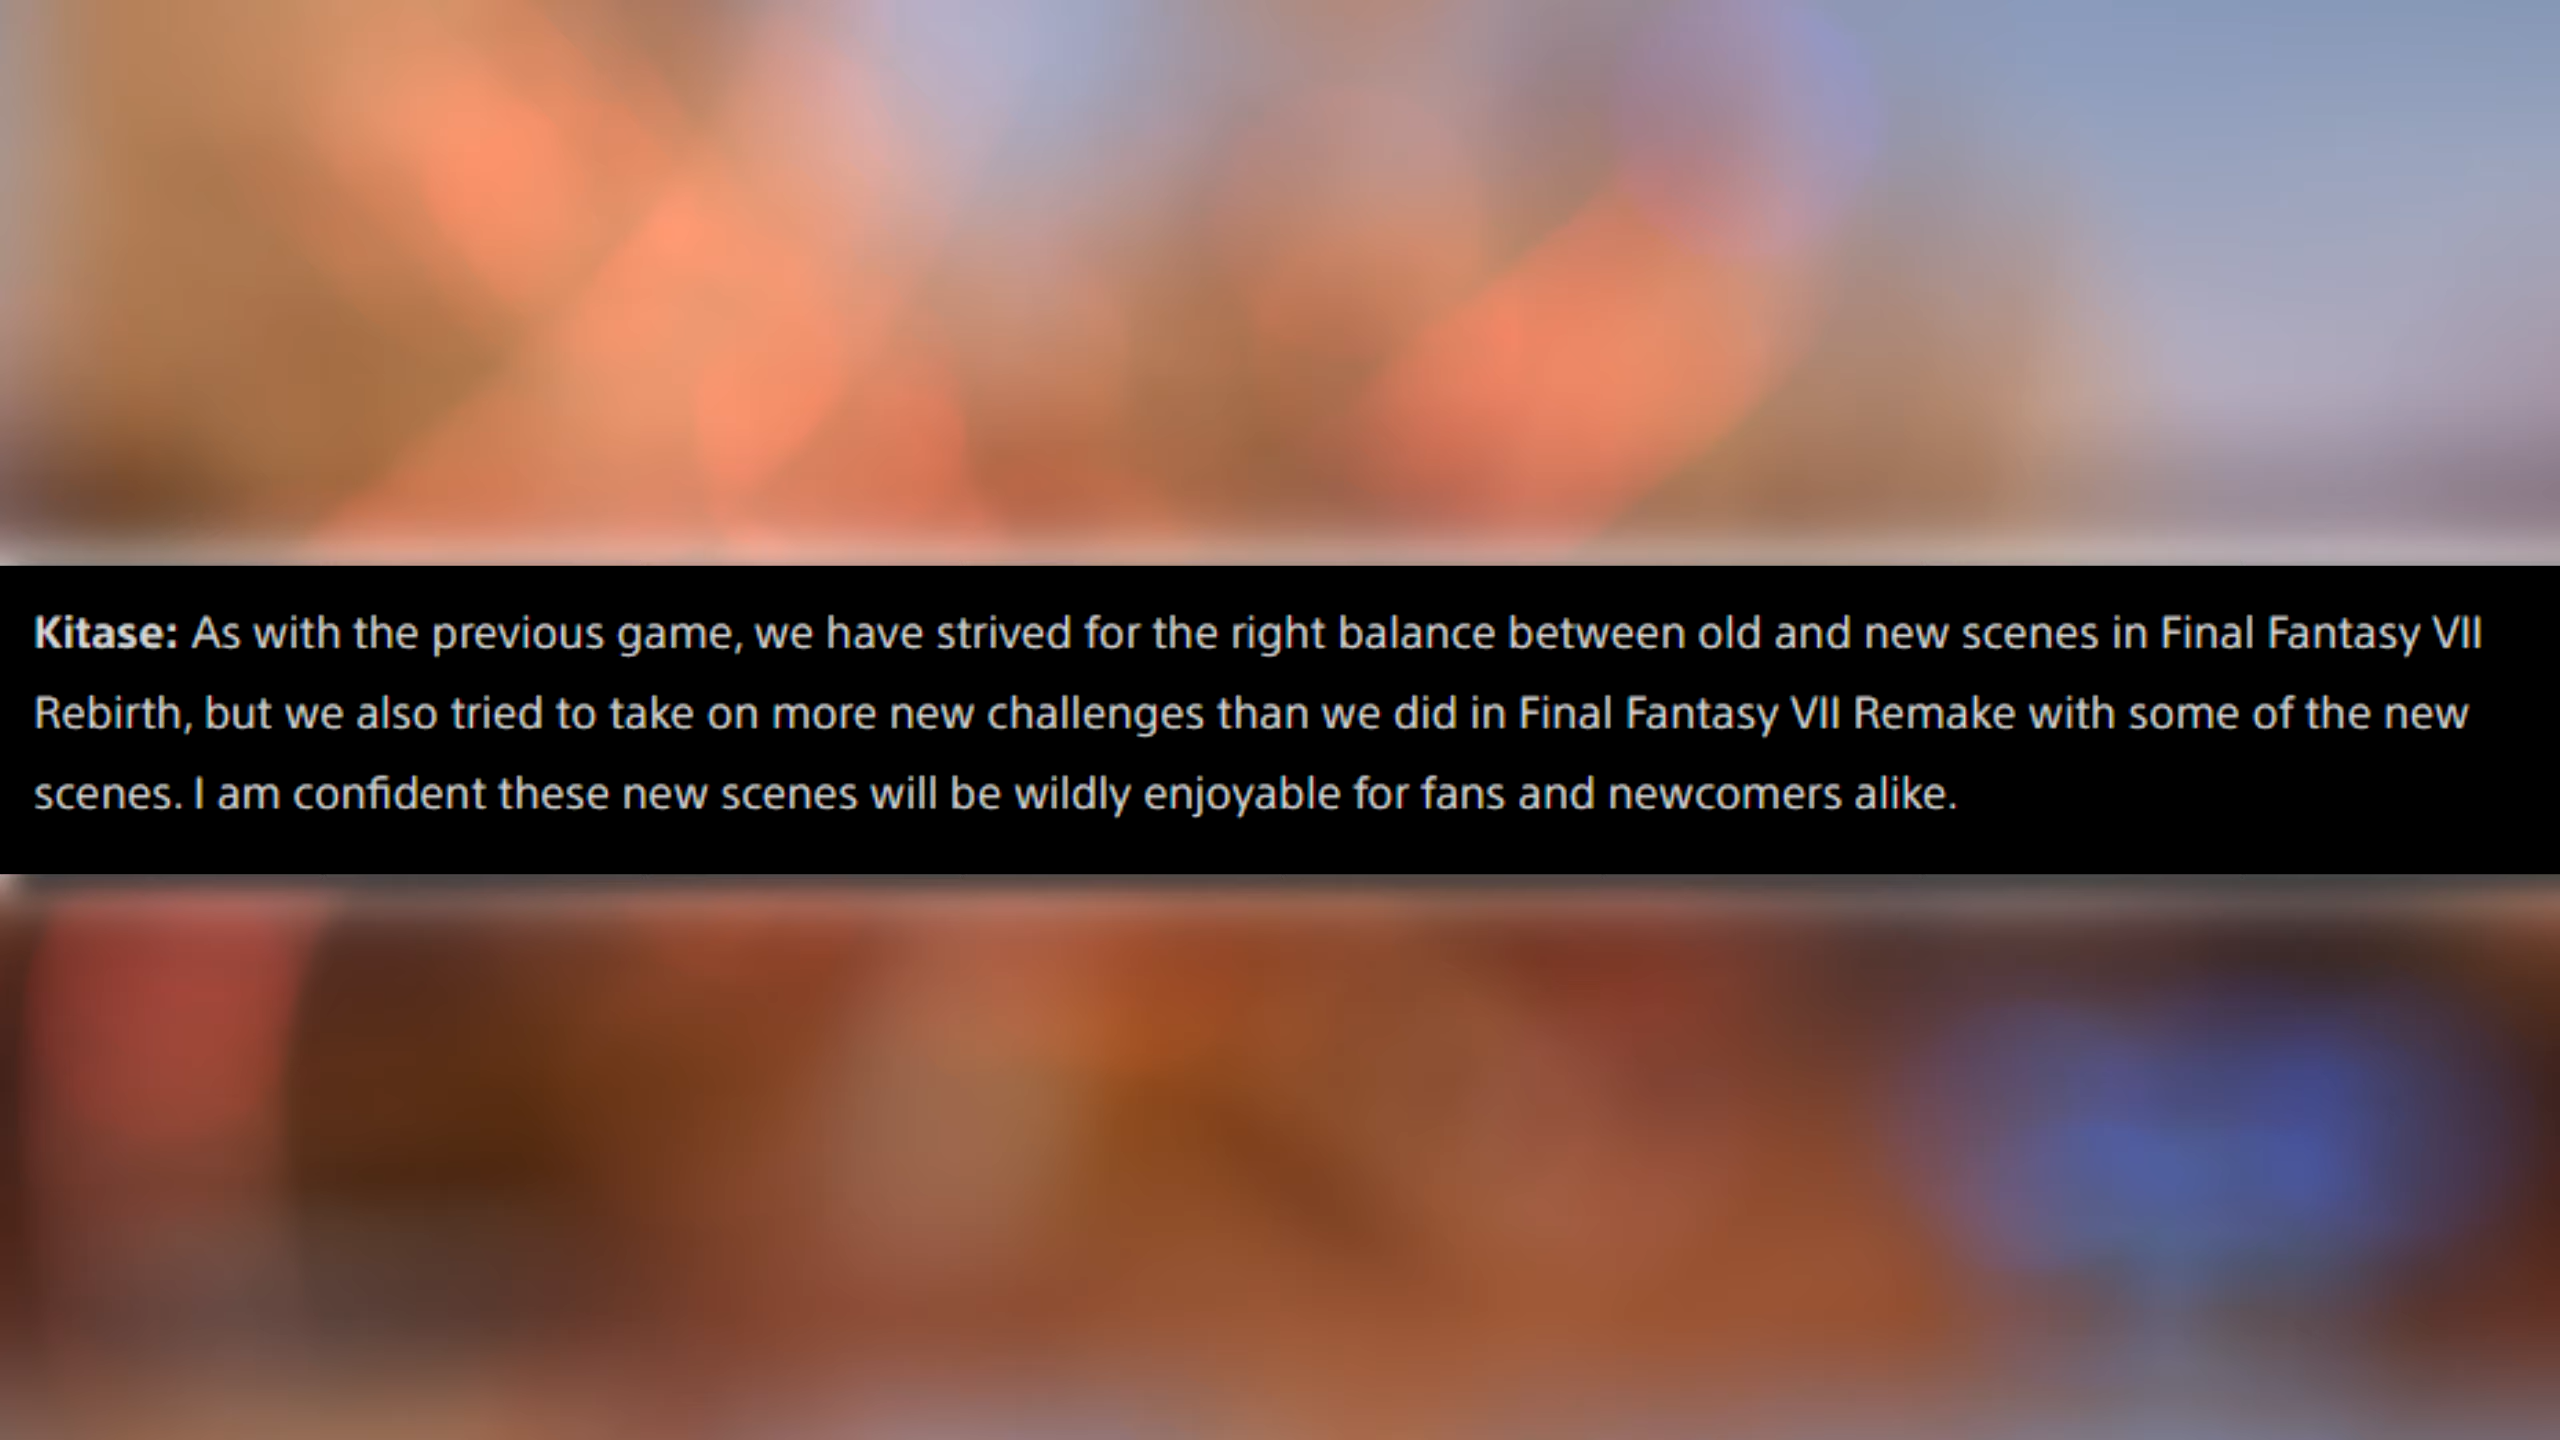 Kitase: As with the previous game, we have strived for the right balance between old and new scenes in Final Fantasy VII
Rebirth, but we also tried to take on more new challenges than we did in Final Fantasy VII Remake with some of the new
scenes. I am confident these new scenes will be wildly enjoyable for fans and newcomers alike.